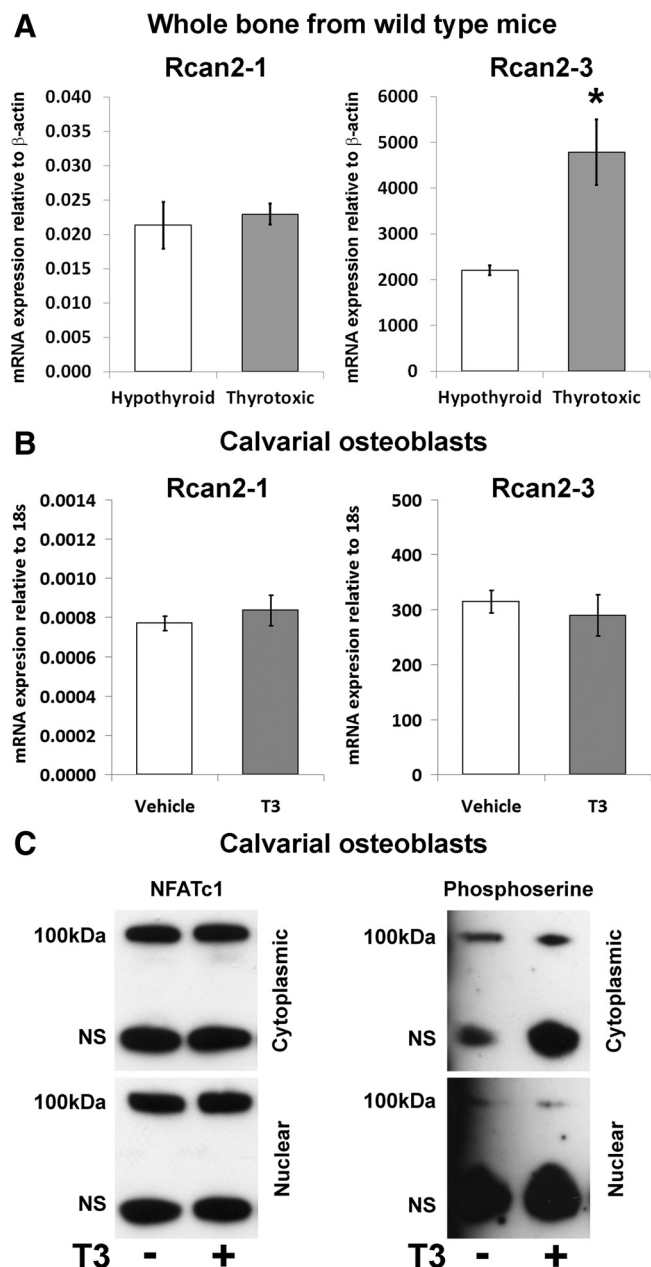 A
Whole bone from wild type mice
Rcan2-1
mRNA expression relative to β-actin
0.040
0.035
0.030
0.025
0.020
0.015
0.010
0.005
0.000
Hypothyroid Thyrotoxic
Rcan2-3
mRNA expression relative to β-actin
6000
5000
4000
3000
2000
1000
0
*
Hypothyroid Thyrotoxic
B
Calvarial osteoblasts
Rcan2-1
mRNA expresion relative to 18s
0.0014
0.0012
0.0010
0.0008
0.0006
0.0004
0.0002
0.0000
Vehicle T3
Rcan2-3
mRNA expresion relative to 18s
500
400
300
200
100
0
Vehicle T3
C
Calvarial osteoblasts
NFATc1
100kDa
NS
Cytoplasmic
100kDa
NS
Nuclear
T3 - +
Phosphoserine
100kDa
NS
Cytoplasmic
100kDa
NS
Nuclear
- +